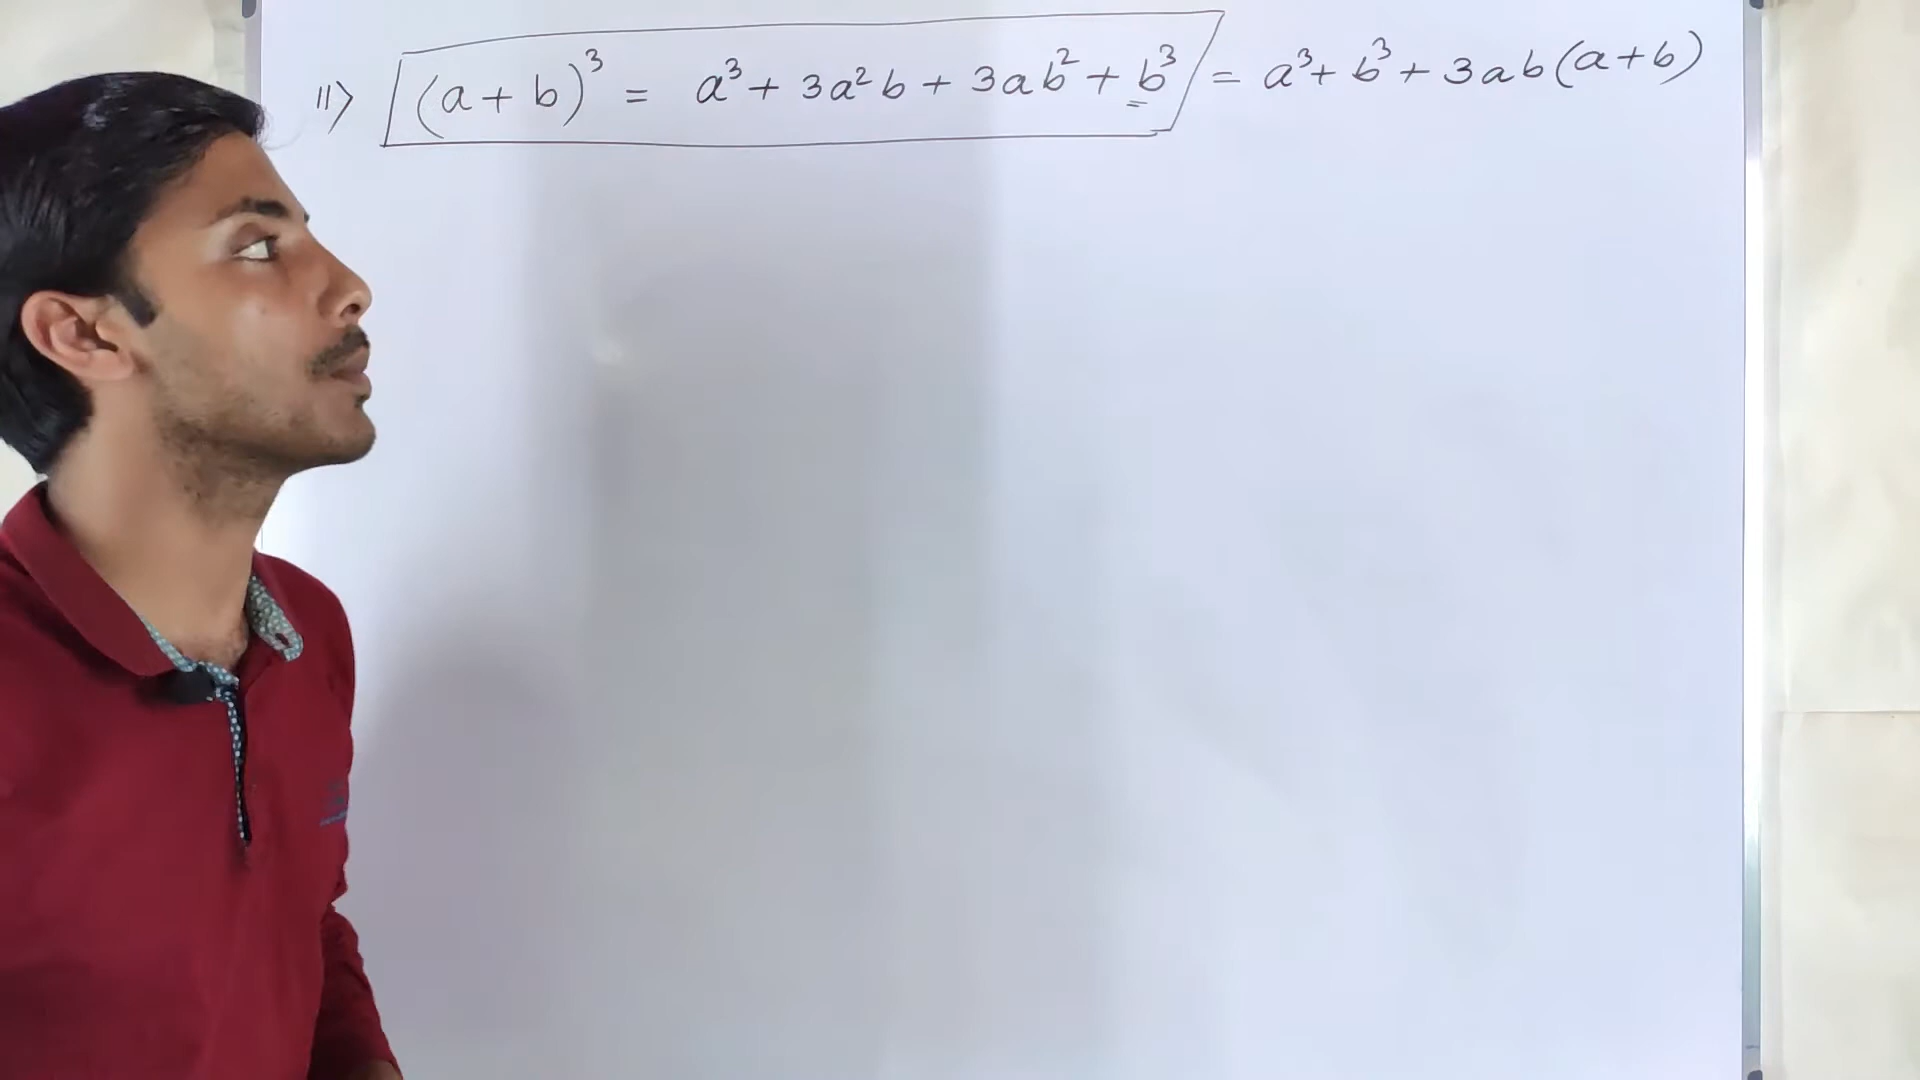 11) (a+b)³ = a³ + 3a²b + 3ab² + b³ = a³ + b³ + 3ab(a+b)